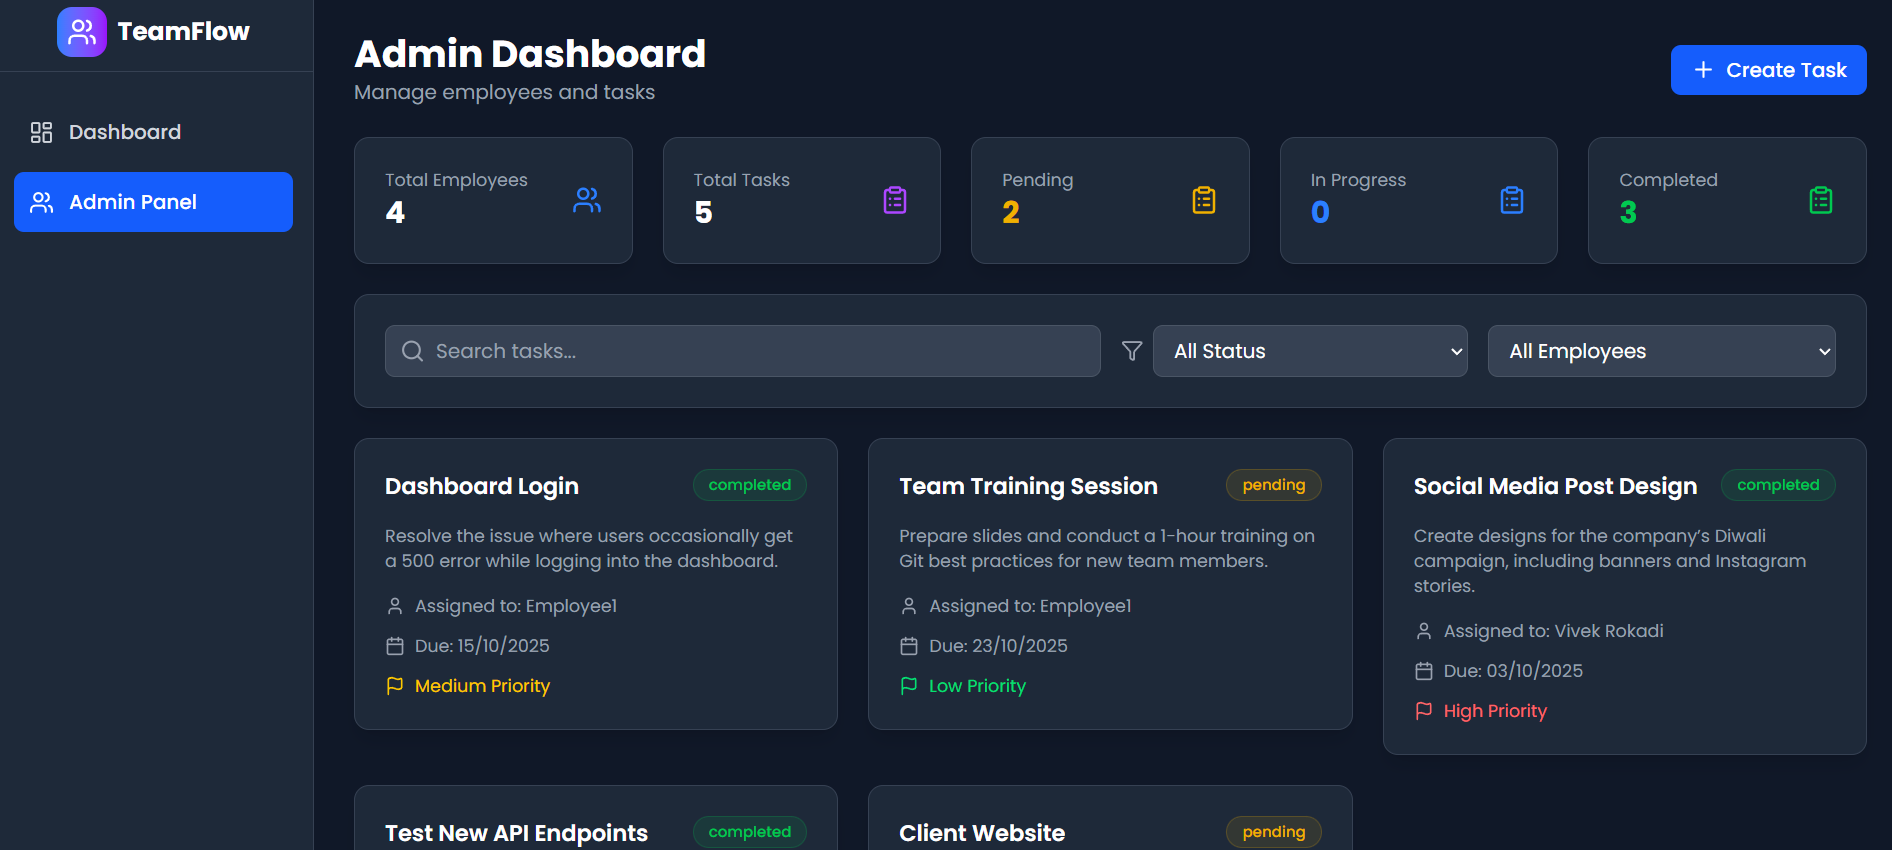 TeamFlow
Dashboard
Admin Panel
Admin Dashboard
Manage employees and tasks
Create Task
Total Employees
4
Total Tasks
5
Pending
2
In Progress
0
Completed
3
Search tasks...
All Status
All Employees
Dashboard Login
completed
Resolve the issue where users occasionally get
a 500 error while logging into the dashboard.
Assigned to: Employee1
Due: 15/10/2025
Medium Priority
Team Training Session
pending
Prepare slides and conduct a 1-hour training on
Git best practices for new team members.
Assigned to: Employee1
Due: 23/10/2025
Low Priority
Social Media Post Design
completed
Create designs for the company’s Diwali
campaign, including banners and Instagram
stories.
Assigned to: Vivek Rokadi
Due: 03/10/2025
High Priority
Test New API Endpoints
completed
Client Website
pending